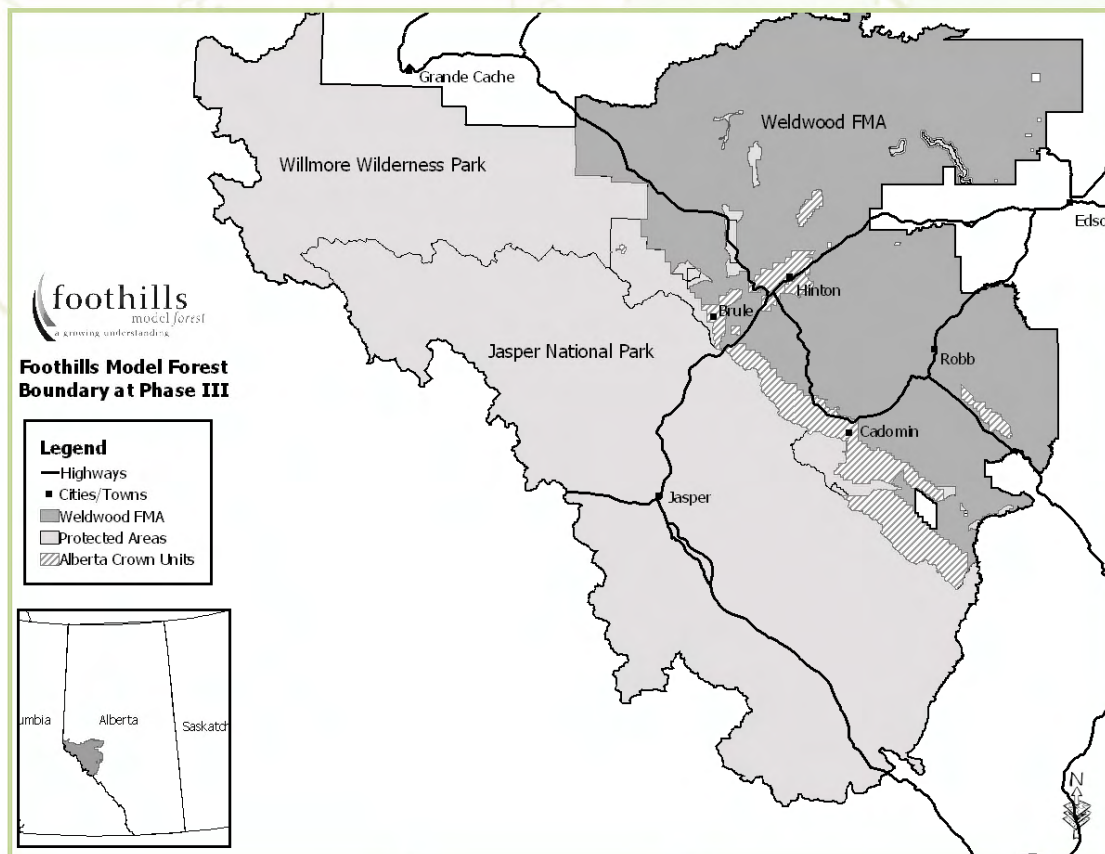 Grande Cache
Weldwood FMA
Willmore Wilderness Park
Hinton
Brule
Jasper National Park
Robb
Cadomin
Jasper
foothills
model forest
a growing understanding
Foothills Model Forest
Boundary at Phase III
Legend
Highways
Cities/Towns
Weldwood FMA
Protected Areas
Alberta Crown Units
umbia
Alberta
Saskatch
Edso
N